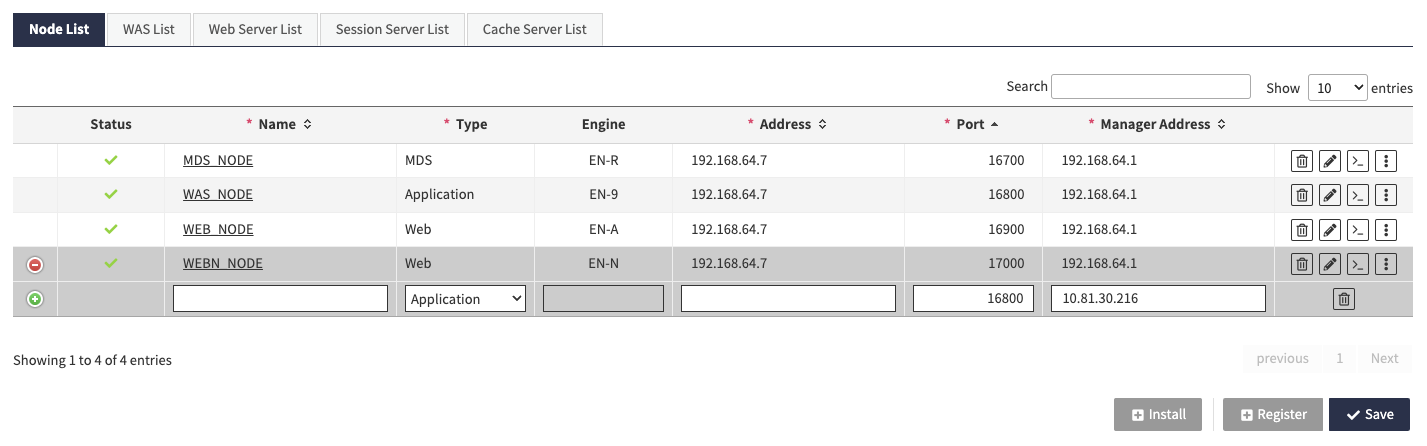 Node List WAS List Web Server List Session Server List Cache Server List
Search Show 10 entries
Status * Name * Type Engine * Address * Port * Manager Address
MDS_NODE MDS EN-R 192.168.64.7 16700 192.168.64.1
WAS_NODE Application EN-9 192.168.64.7 16800 192.168.64.1
WEB_NODE Web EN-A 192.168.64.7 16900 192.168.64.1
WEBN_NODE Web EN-N 192.168.64.7 17000 192.168.64.1
Application 16800 10.81.30.216
Showing 1 to 4 of 4 entries previous 1 Next
Install Register Save